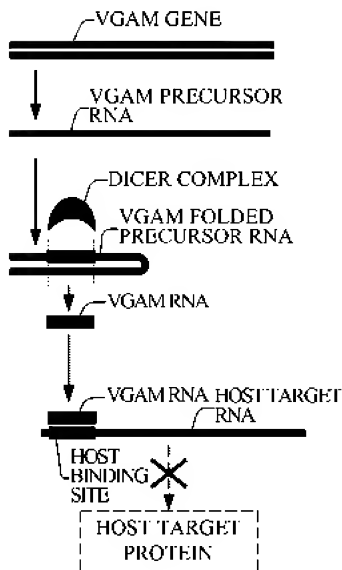 VGAM GENE
VGAM PRECURSOR
RNA
DICER COMPLEX
VGAM FOLDED
PRECURSOR RNA
VGAM RNA
VGAM RNA HOST TARGET
RNA
HOST
BINDING
SITE
HOST TARGET
PROTEIN